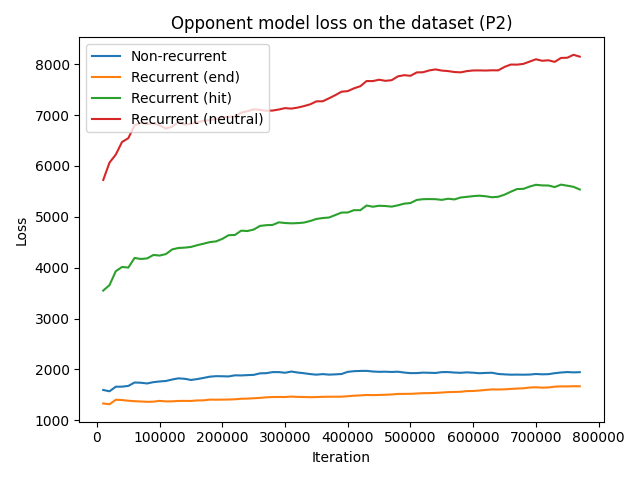 Opponent model loss on the dataset (P2)
Non-recurrent
Recurrent (end)
Recurrent (hit)
Recurrent (neutral)
8000
7000
6000
5000
4000
3000
2000
1000
Loss
0
100000
200000
300000
400000
500000
600000
700000
800000
Iteration